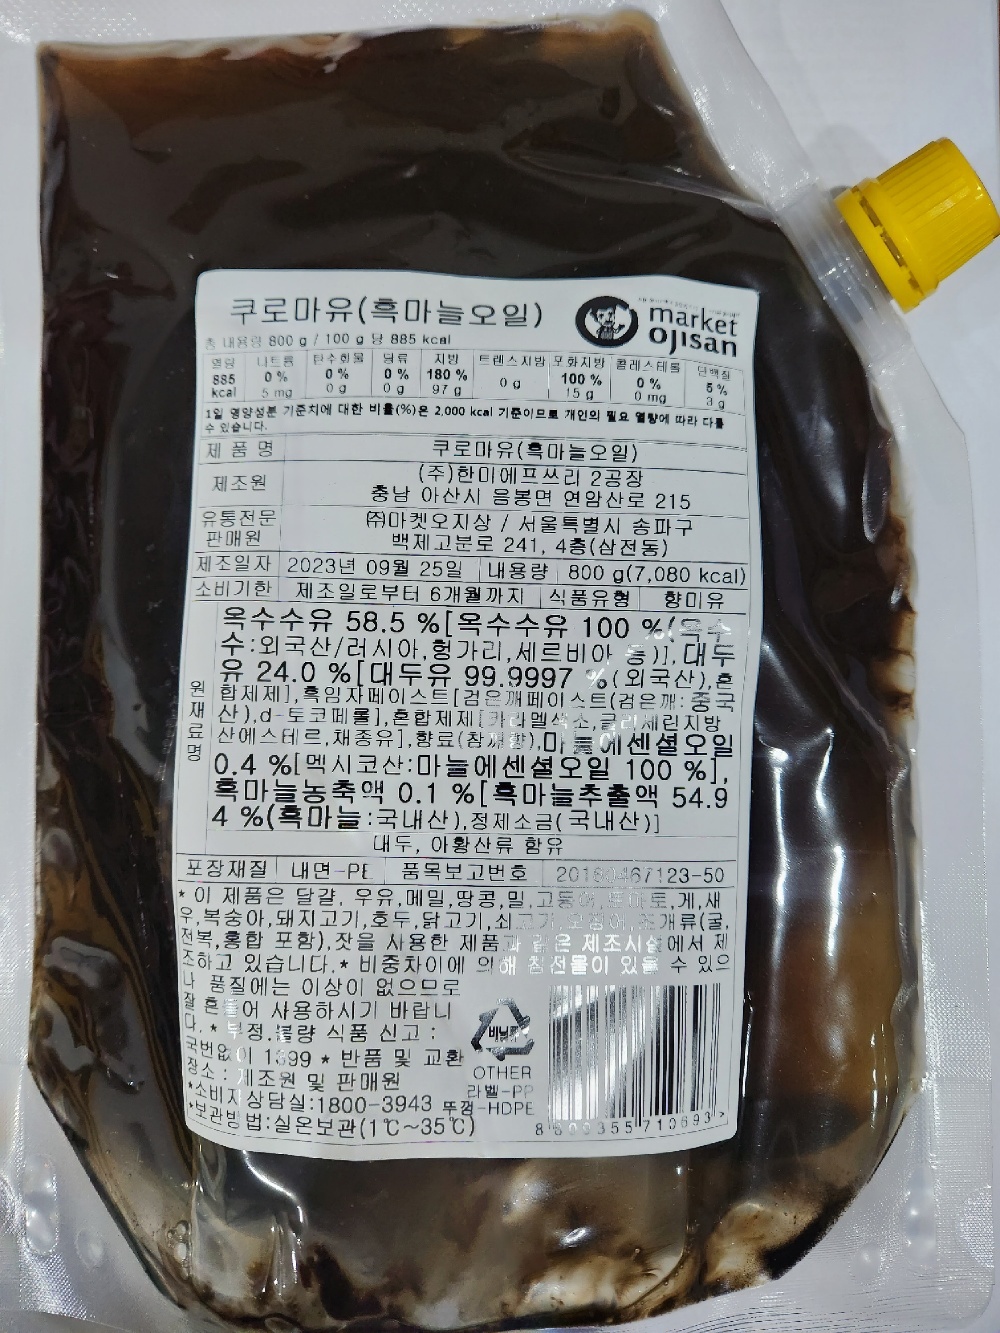 쿠로마유(흑마늘오일)
market
ojisan
총 내용량 800 g / 100 g 당 885 kcal
열량 나트륨 탄수화물 당류 지방 트랜스지방 포화지방 콜레스테롤 단백질
885 0 % 0 % 0 % 180 % 0 g 100 % 0 % 5 %
kcal 5 mg 0 g 0 g 97 g 15 g 0 mg 3 g
1일 영양성분 기준치에 대한 비율(%)은 2,000 kcal 기준이므로 개인의 필요 열량에 따라 다를
수 있습니다.
제 품 명 쿠로마유(흑마늘오일)
제조원 (주)한미에프쓰리 2공장
충남 아산시 음봉면 연암산로 215
유통전문 ㈜마켓오지상 / 서울특별시 송파구
판매원 백제고분로 241, 4층(삼전동)
제조일자 2023년 09월 25일 내용량 800 g(7,080 kcal)
소비기한 제조일로부터 6개월까지 식품유형 향미유
원재료명
옥수수유 58.5 %[옥수수유 100 %(옥수
수:외국산/러시아,헝가리,세르비아 등)],대두
유 24.0 %[대두유 99.9997 %(외국산),혼
합제제],흑임자페이스트[검은깨페이스트(검은깨:중국
산),d-토코페롤],혼합제제[카라멜색소,글리세린지방
산에스테르,채종유],향료(참깨향),마늘에센셜오일
0.4 %[멕시코산:마늘에센셜오일 100 %],
흑마늘농축액 0.1 %[흑마늘추출액 54.9
4 %(흑마늘:국내산),정제소금(국내산)]
대두, 아황산류 함유
포장재질 내면-PE 품목보고번호
* 이 제품은 달걀, 우유,메밀,땅콩,밀,고등어,토마토,게,새
우,복숭아,돼지고기,호두,닭고기,쇠고기,오징어,조개류(굴,
전복,홍합 포함),잣을 사용한 제품과 같은 제조시설에서 제
조하고 있습니다.* 비중차이에 의해 침전물이 있을 수 있으
나 품질에는 이상이 없으므로
잘 흔들어 사용하시기 바랍니
다.* 부정.불량 식품 신고 :
국번없이 1399 * 반품 및 교환
장소 : 제조원 및 판매원
*소비자상담실:1800-3943
*보관방법:실온보관(1℃~35℃)
비닐류
OTHER
라벨-PP
뚜껑-HDPE
8 809355 710693